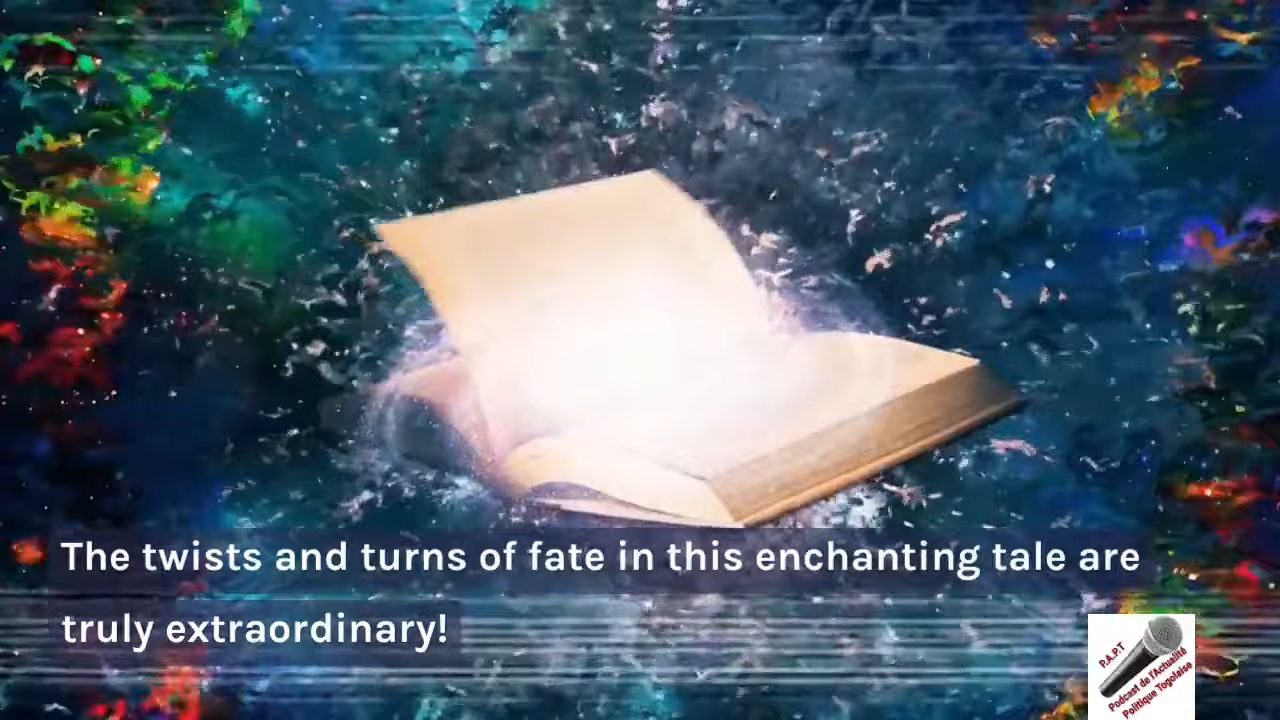 The twists and turns of fate in this enchanting tale are
truly extraordinary!
P.A.P.T
Podcast de l'Actualité
Politique Togolaise